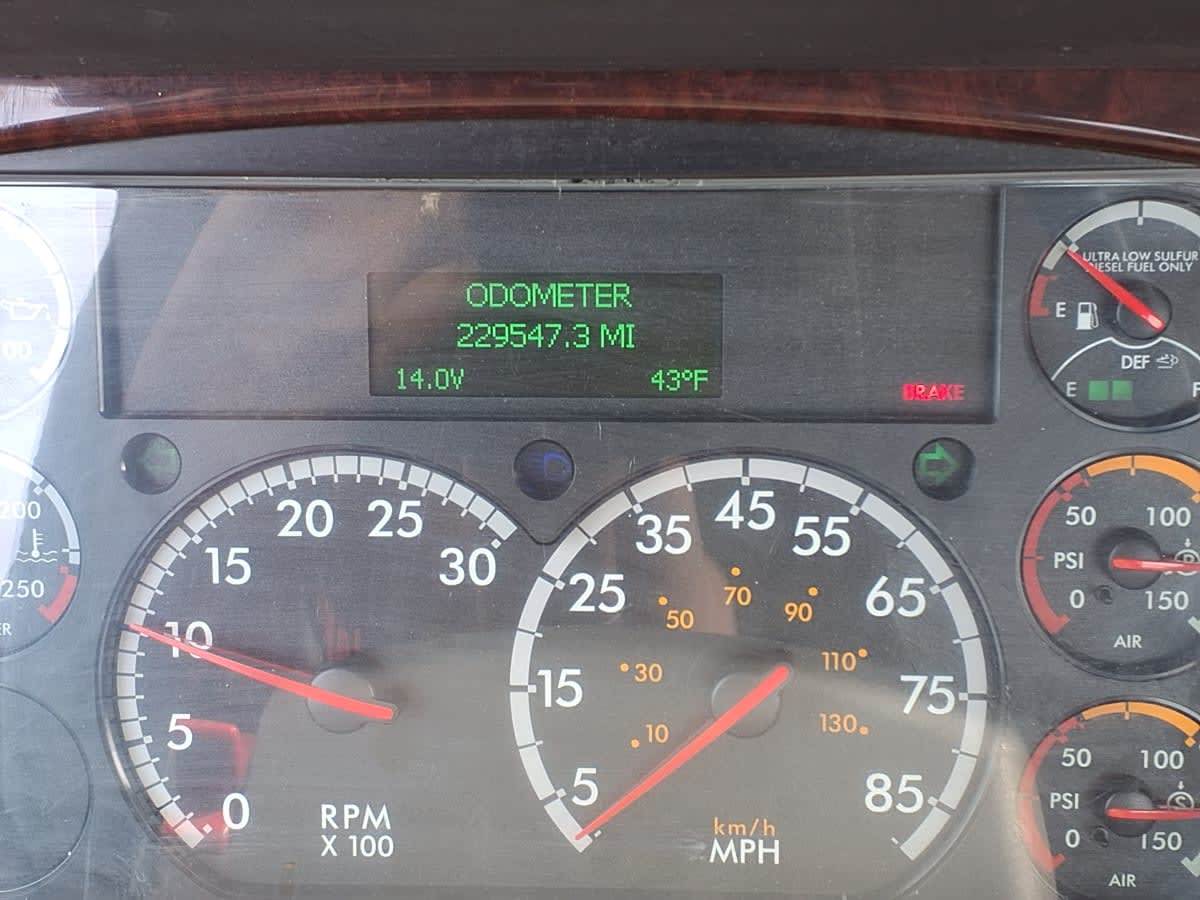 ODOMETER
229547.3 MI
14.0V
43°F
BRAKE
ULTRA LOW SULFUR
DIESEL FUEL ONLY
E
DEF
E
F
200
250
0
5
10
15
20
25
30
RPM
X 100
5
15
25
35
45
55
65
75
85
10
30
50
70
90
110
130
km/h
MPH
50
100
PSI
0
150
AIR
50
100
PSI
S
0
150
AIR